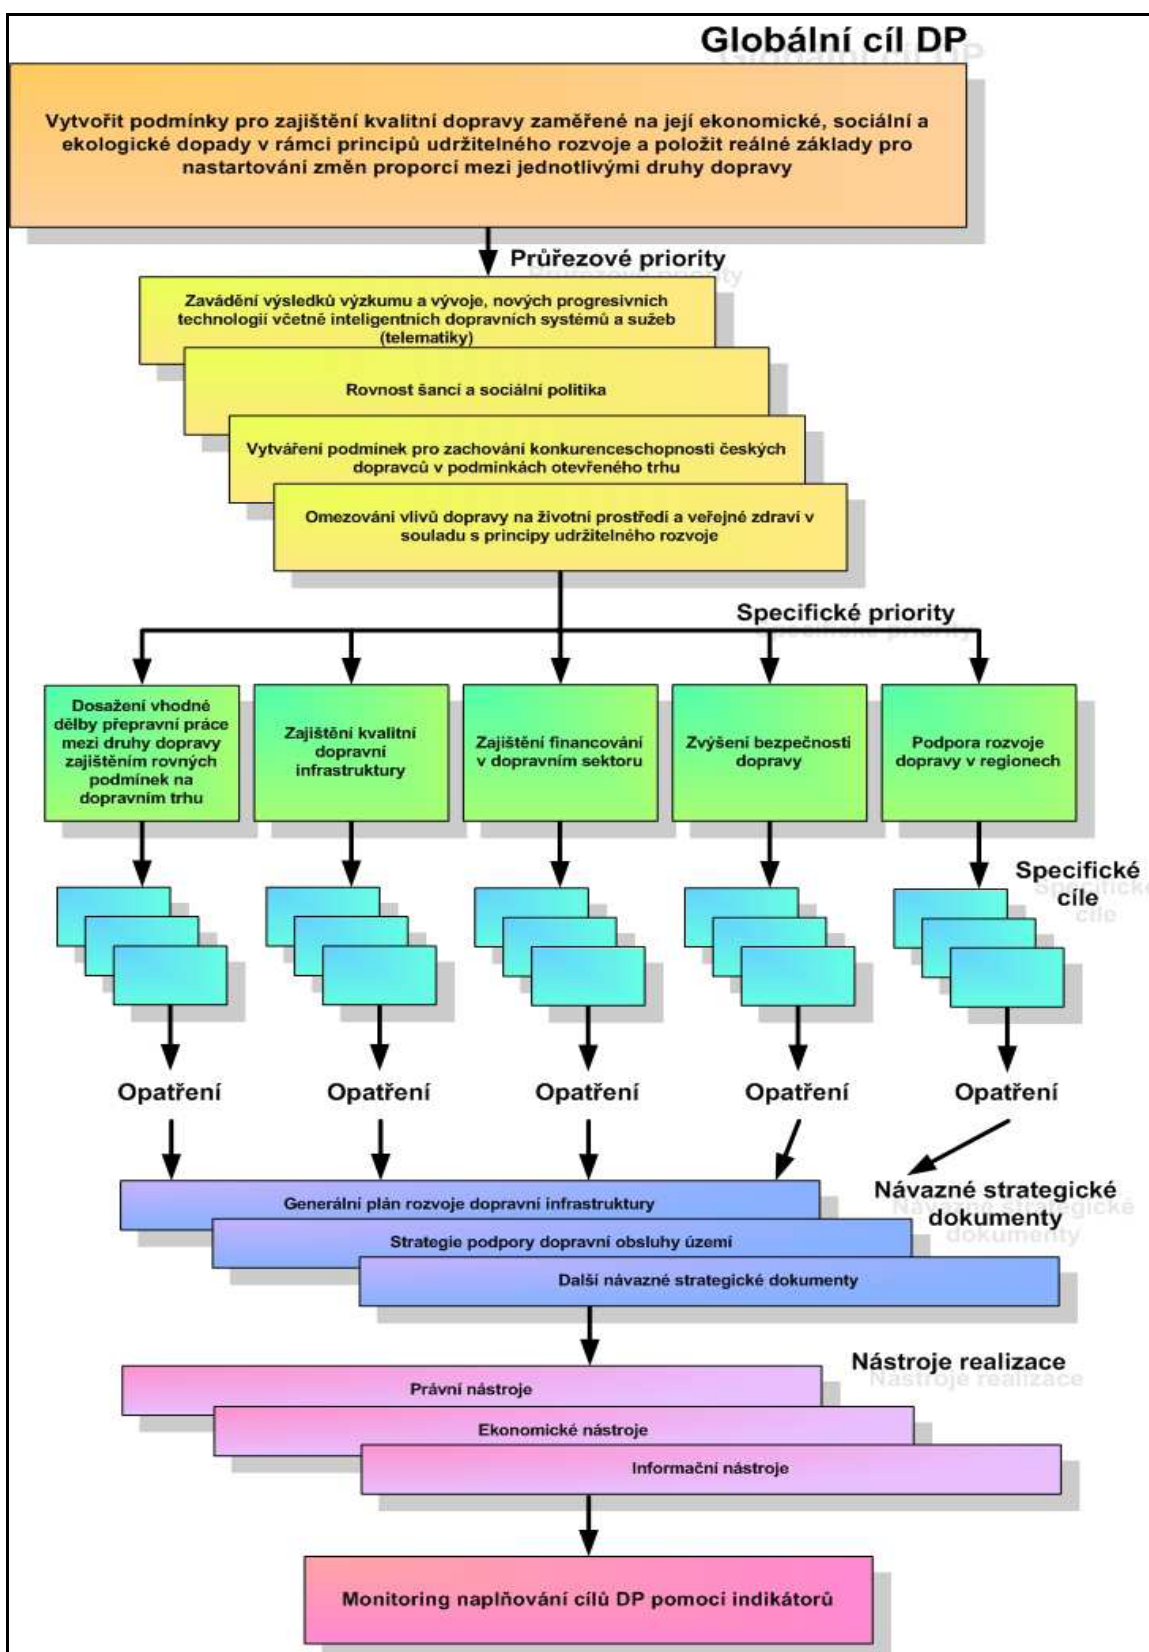 Globální cíl DP
Vytvořit podmínky pro zajištění kvalitní dopravy zaměřené na její ekonomické, sociální a
ekologické dopady v rámci principů udržitelného rozvoje a položit reálné základy pro
nastartování změn proporcí mezi jednotlivými druhy dopravy
Průřezové priority
Zavádění výsledků výzkumu a vývoje, nových progresivních
technologií včetně inteligentních dopravních systémů a sužeb
(telematiky)
Rovnost šancí a sociální politika
Vytváření podmínek pro zachování konkurenceschopnosti českých
dopravců v podmínkách otevřeného trhu
Omezování vlivů dopravy na životní prostředí a veřejné zdraví v
souladu s principy udržitelného rozvoje
Specifické priority
Dosažení vhodné
dělby přepravní práce
mezi druhy dopravy
zajištěním rovných
podmínek na
dopravním trhu
Zajištění kvalitní
dopravní
infrastruktury
Zajištění financování
v dopravním sektoru
Zvýšení bezpečnosti
dopravy
Podpora rozvoje
dopravy v regionech
Specifické
cíle
Opatření
Opatření
Opatření
Opatření
Opatření
Návazné strategické
dokumenty
Generální plán rozvoje dopravní infrastruktury
Strategie podpory dopravní obsluhy území
Další návazné strategické dokumenty
Nástroje realizace
Právní nástroje
Ekonomické nástroje
Informační nástroje
Monitoring naplňování cílů DP pomocí indikátorů